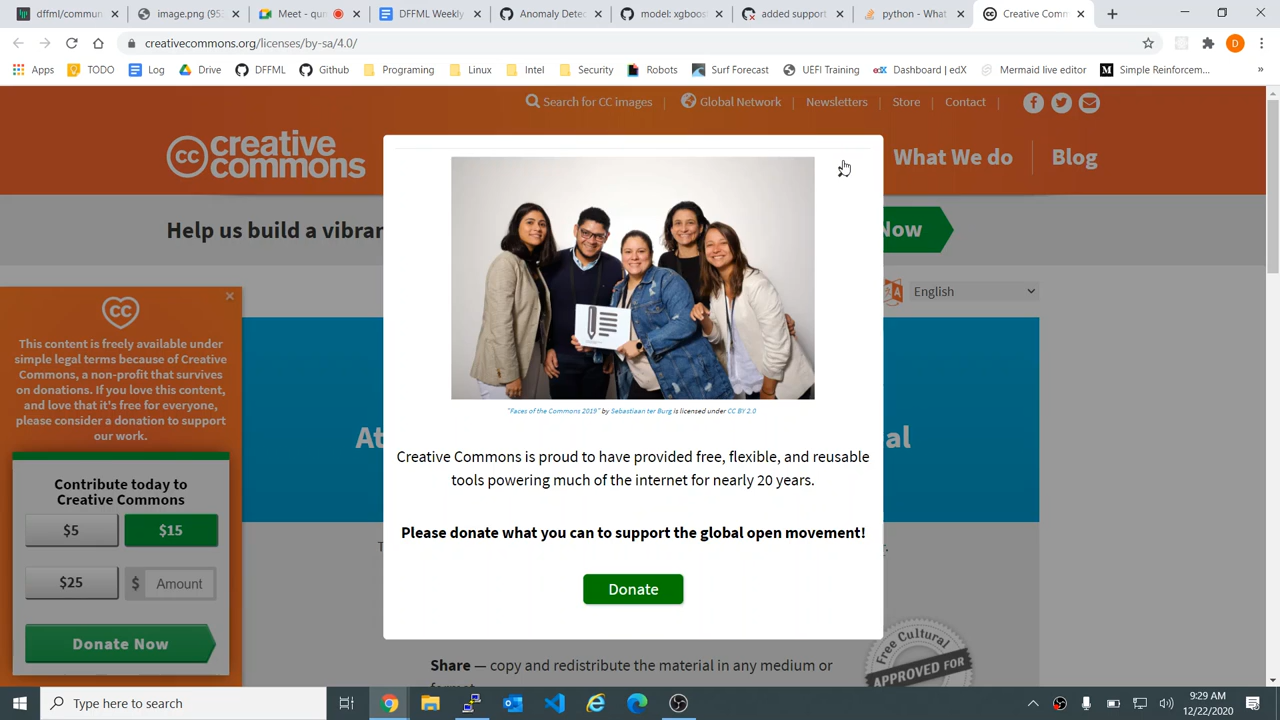 dffml/commun
image.png (95
Meet - qu
DFFML Weekly
Anomaly Dete
model: xgboos
added support
python - What
Creative Comm
creativecommons.org/licenses/by-sa/4.0/
Apps
TODO
Log
Drive
DFFML
Github
Programing
Linux
Intel
Security
Robots
Surf Forecast
UEFI Training
edX
Dashboard | edX
Mermaid live editor
Simple Reinforcem...
Search for CC images
Global Network
Newsletters
Store
Contact
cc creative commons
What We do
Blog
Help us build a vibra
Now
English
CC
This content is freely available under
simple legal terms because of Creative
Commons, a non-profit that survives
on donations. If you love this content,
and love that it's free for everyone,
please consider a donation to support
our work.
Contribute today to
Creative Commons
$5
$15
$25
$ Amount
Donate Now
"Faces of the Commons 2019" by Sebastiaan ter Burg is licensed under CC BY 2.0
Creative Commons is proud to have provided free, flexible, and reusable
tools powering much of the internet for nearly 20 years.
Please donate what you can to support the global open movement!
Donate
At
al
Share — copy and redistribute the material in any medium or
Free Cultural
APPROVED FOR
Type here to search
9:29 AM
12/22/2020